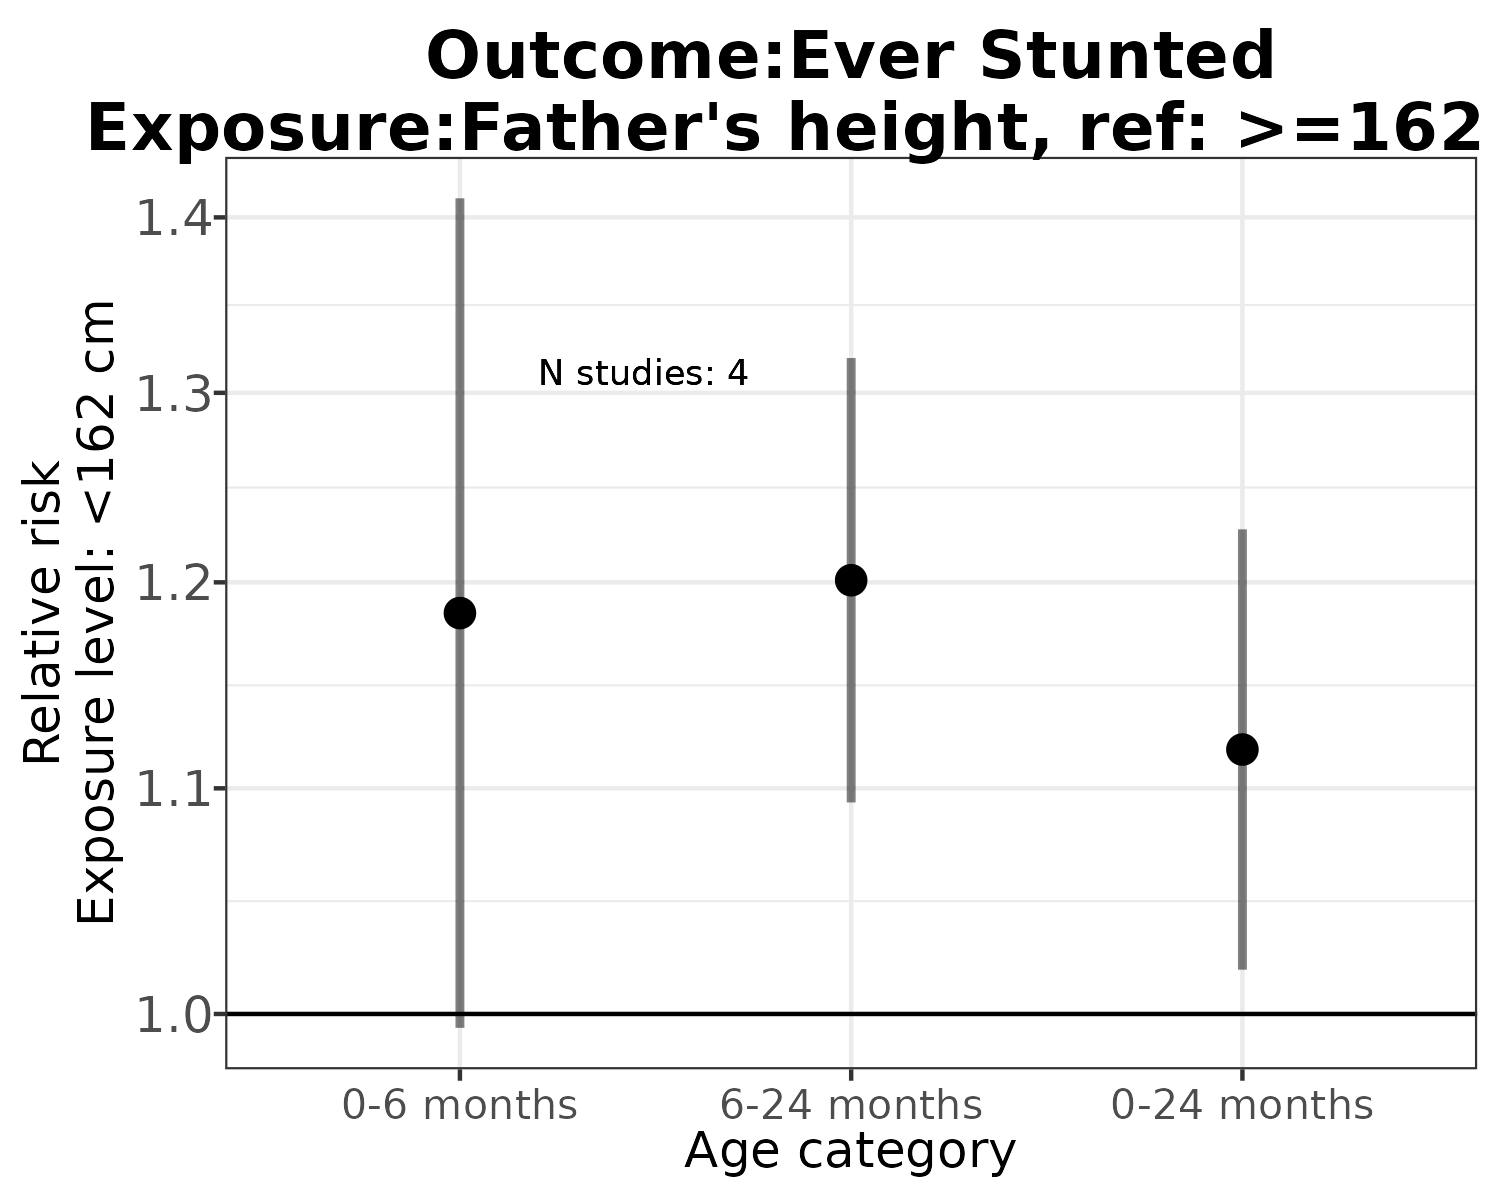 Outcome:Ever Stunted
Exposure:Father's height, ref: >=162
Relative risk
Exposure level: <162 cm
1.4
1.3
1.2
1.1
1.0
N studies: 4
0-6 months
6-24 months
0-24 months
Age category